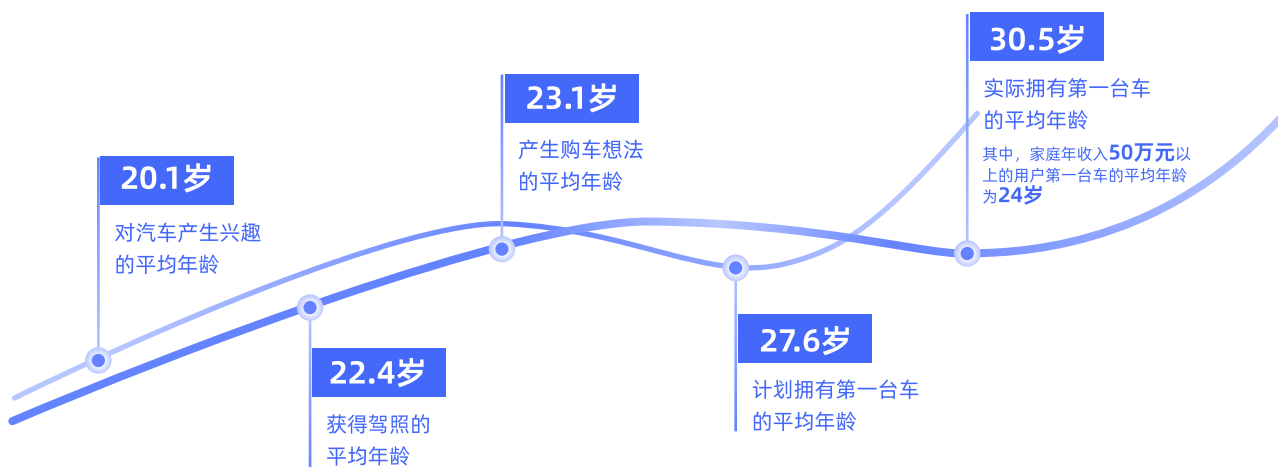 20.1岁
对汽车产生兴趣
的平均年龄
22.4岁
获得驾照的
平均年龄
23.1岁
产生购车想法
的平均年龄
27.6岁
计划拥有第一台车
的平均年龄
30.5岁
实际拥有第一台车
的平均年龄
其中，家庭年收入50万元以
上的用户第一台车的平均年龄
为24岁